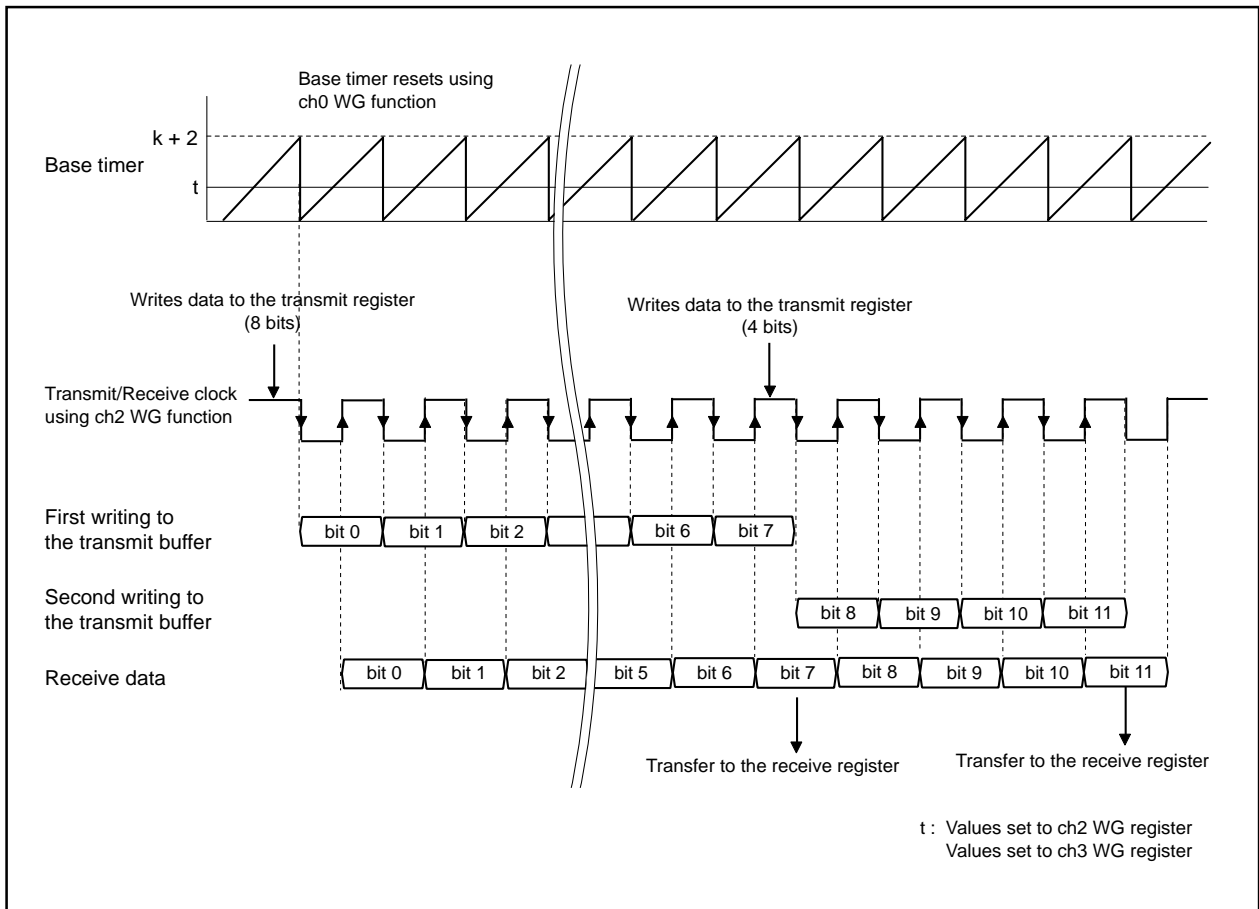 Base timer resets using
ch0 WG function
k + 2
Base timer
t
Writes data to the transmit register
(8 bits)
Writes data to the transmit register
(4 bits)
Transmit/Receive clock
using ch2 WG function
First writing to
the transmit buffer
bit 0 bit 1 bit 2 bit 6 bit 7
Second writing to
the transmit buffer
bit 8 bit 9 bit 10 bit 11
Receive data
bit 0 bit 1 bit 2 bit 5 bit 6 bit 7 bit 8 bit 9 bit 10 bit 11
Transfer to the receive register
Transfer to the receive register
t : Values set to ch2 WG register
Values set to ch3 WG register